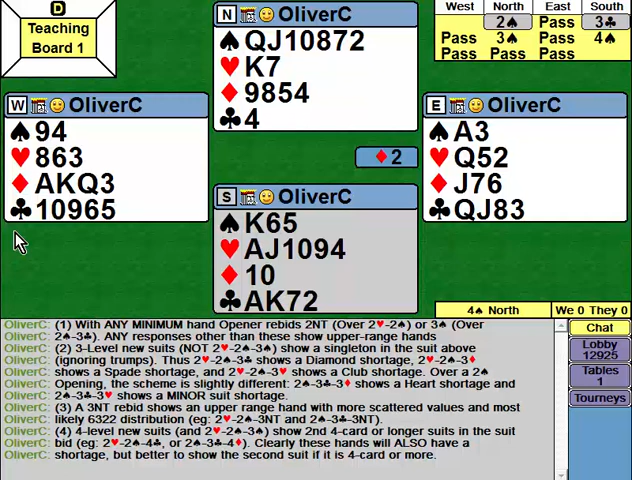 D
Teaching
Board 1
N OliverC
♠ QJ10872
♥ K7
♦ 9854
♣ 4
West North East South
2♠ Pass 3♣
Pass 3♠ Pass 4♠
Pass Pass Pass
W OliverC
♠ 94
♥ 863
♦ AKQ3
♣ 10965
♦ 2
E OliverC
♠ A3
♥ Q52
♦ J76
♣ QJ83
S OliverC
♠ K65
♥ AJ1094
♦ 10
♣ AK72
4♠ North
We 0 They 0
OliverC: (1) With ANY MINIMUM hand Opener rebids 2NT (Over 2♥-2♠) or 3♠ (Over
OliverC: 2♠-3♣). ANY responses other than these show upper-range hands
OliverC: (2) 3-Level new suits (NOT 2♥-2♠-3♠) show a singleton in the suit above
OliverC: (ignoring trumps). Thus 2♥-2♠-3♣ shows a Diamond shortage, 2♥-2♠-3♦
OliverC: shows a Spade shortage, and 2♥-2♠-3♥ shows a Club shortage. Over a 2♠
OliverC: Opening, the scheme is slightly different: 2♠-3♣-3♦ shows a Heart shortage and
OliverC: 2♠-3♣-3♥ shows a MINOR suit shortage.
OliverC: (3) A 3NT rebid shows an upper range hand with more scattered values and most
OliverC: likely 6322 distribution (eg: 2♥-2♠-3NT and 2♠-3♣-3NT).
OliverC: (4) 4-level new suits (and 2♥-2♠-3♠) show 2nd 4-card or longer suits in the suit
OliverC: bid (eg: 2♥-2♠-4♣, or 2♠-3♣-4♦). Clearly these hands will ALSO have a
OliverC: shortage, but better to show the second suit if it is 4-card or more.
Chat
Lobby
12925
Tables
1
Tourneys